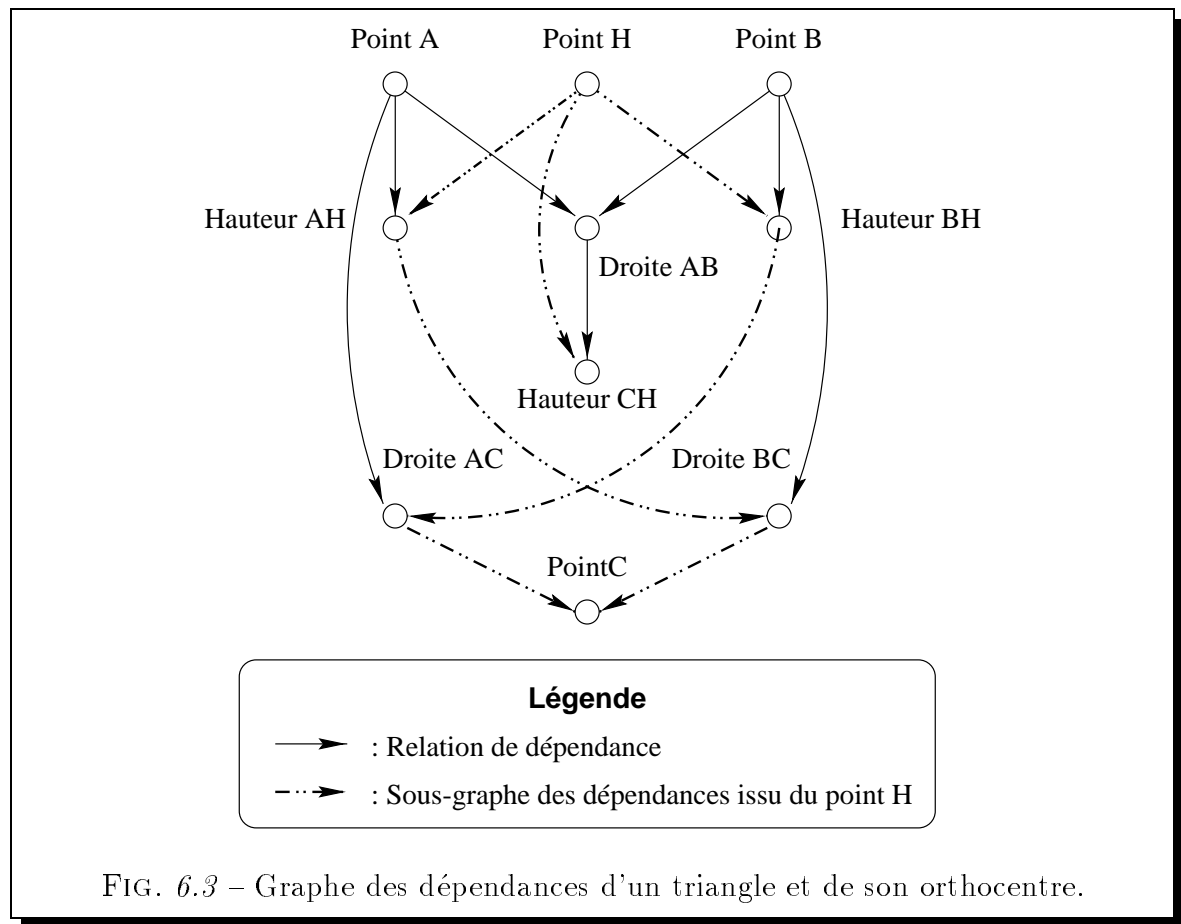 Point A
Point H
Point B
Hauteur AH
Hauteur BH
Droite AB
Hauteur CH
Droite AC
Droite BC
PointC
Légende
: Relation de dépendance
: Sous-graphe des dépendances issu du point H
FIG. 6.3 – Graphe des dépendances d'un triangle et de son orthocentre.